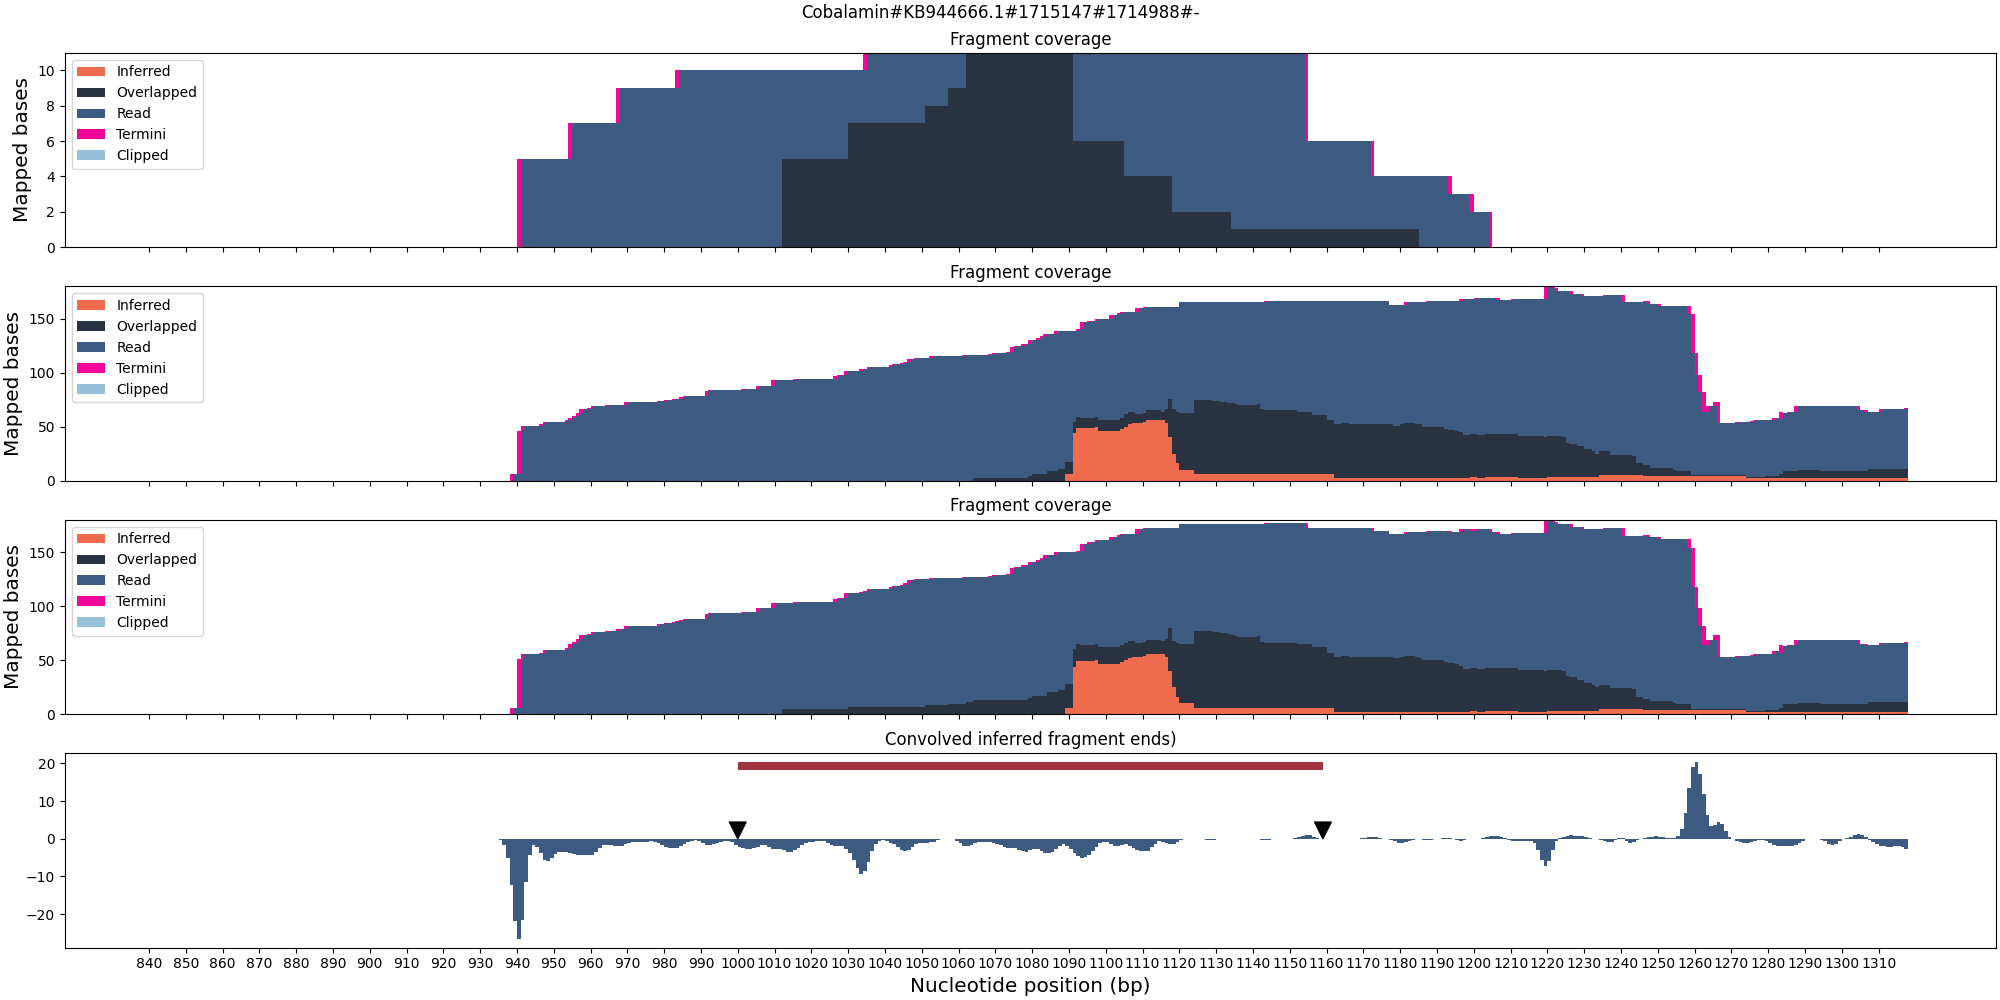 Cobalamin#KB944666.1#1715147#1714988#-
Fragment coverage
Mapped bases
10
8
6
4
2
0
Inferred
Overlapped
Read
Termini
Clipped
Fragment coverage
Mapped bases
150
100
50
0
Inferred
Overlapped
Read
Termini
Clipped
Fragment coverage
Mapped bases
150
100
50
0
Inferred
Overlapped
Read
Termini
Clipped
Convolved inferred fragment ends)
20
10
0
−10
−20
840 850 860 870 880 890 900 910 920 930 940 950 960 970 980 990 1000 1010 1020 1030 1040 1050 1060 1070 1080 1090 1100 1110 1120 1130 1140 1150 1160 1170 1180 1190 1200 1210 1220 1230 1240 1250 1260 1270 1280 1290 1300 1310
Nucleotide position (bp)